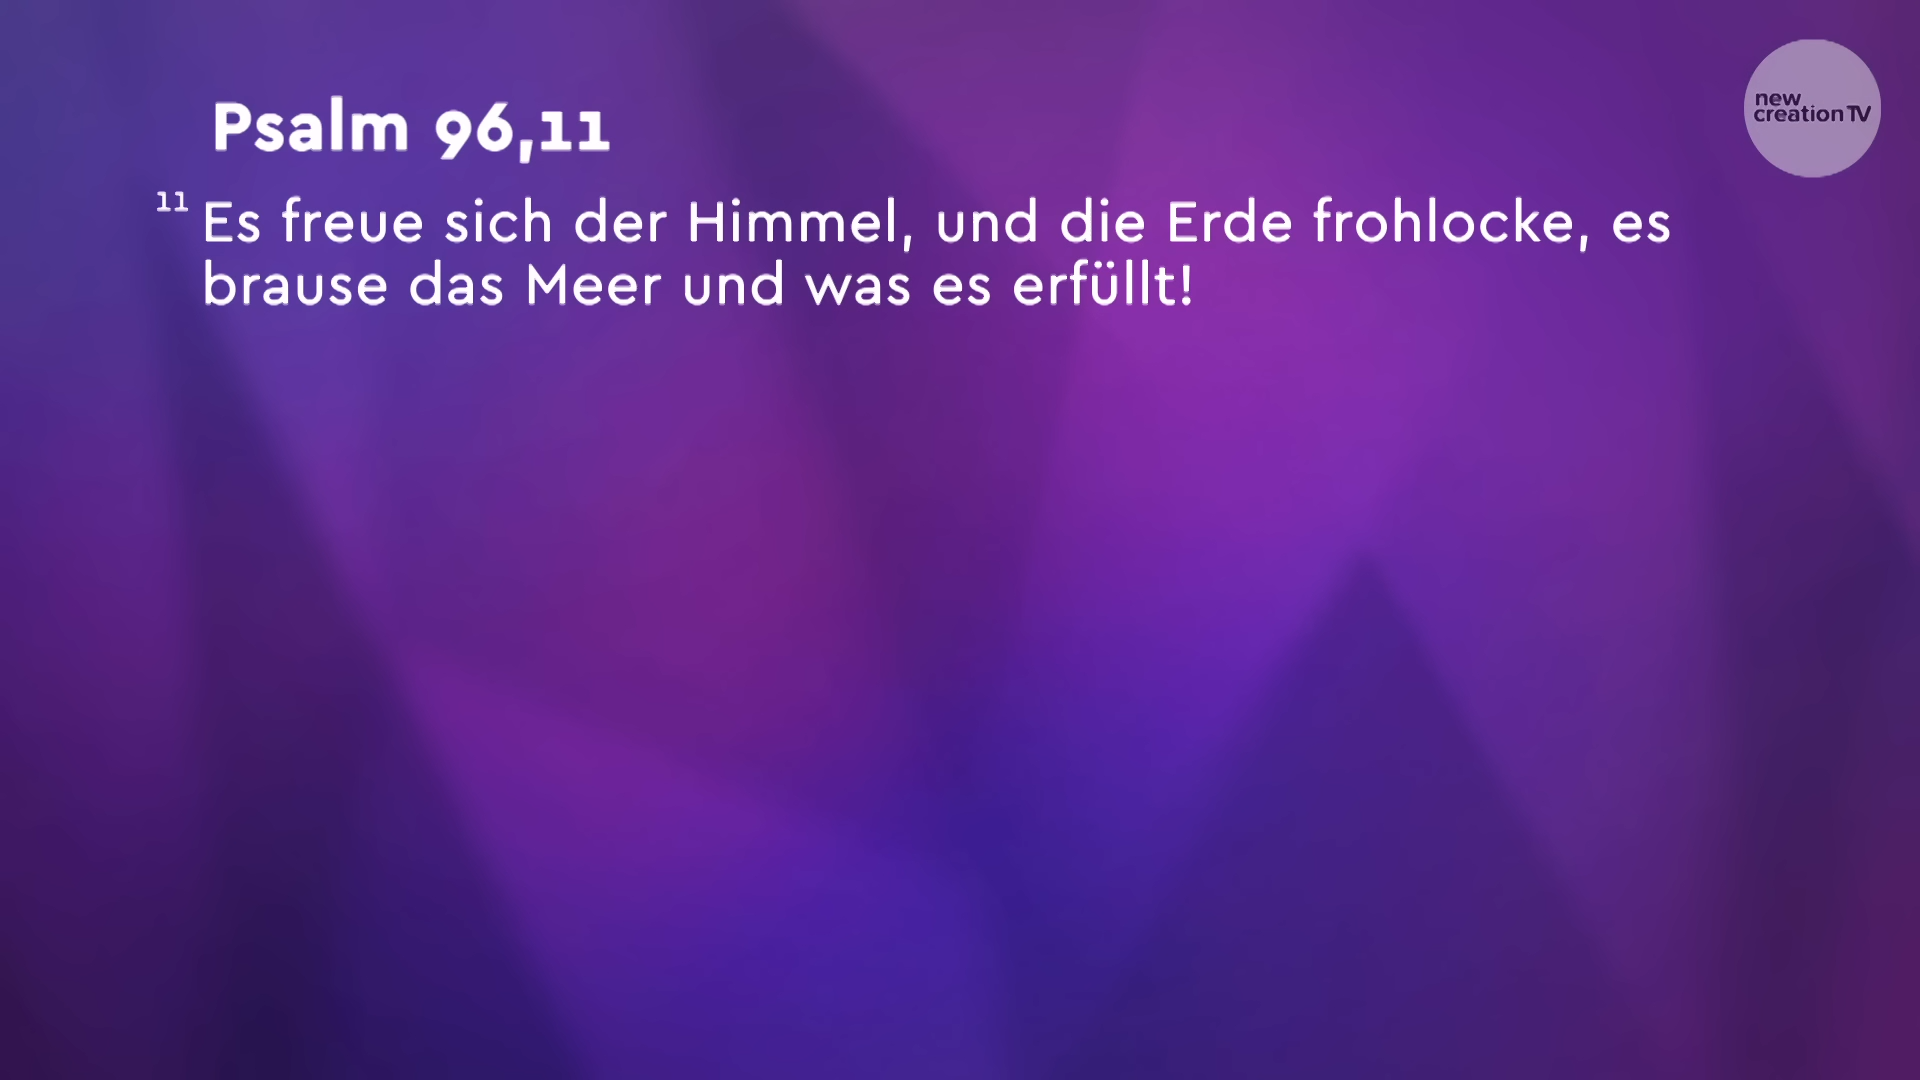 Psalm 96,11
11 Es freue sich der Himmel, und die Erde frohlocke, es
brause das Meer und was es erfüllt!
new
creation TV